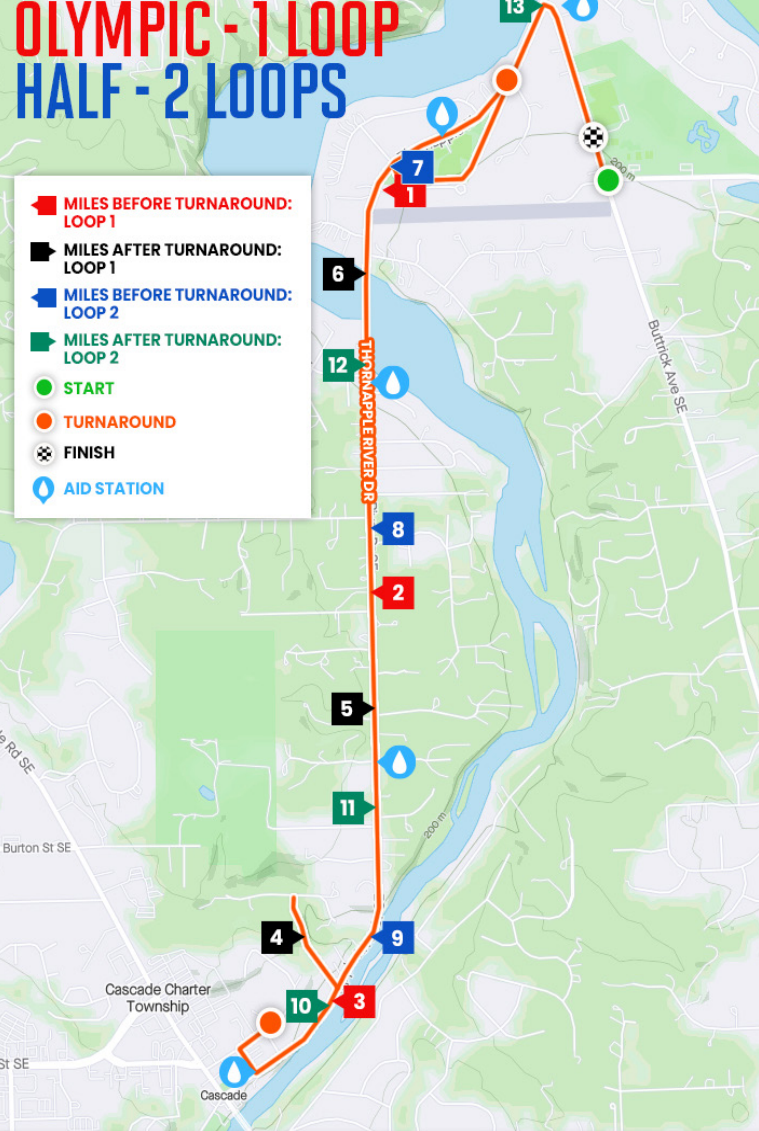 OLYMPIC - 1 LOOP
HALF - 2 LOOPS
13
7
1
200 m
MILES BEFORE TURNAROUND:
LOOP 1
MILES AFTER TURNAROUND:
LOOP 1
MILES BEFORE TURNAROUND:
LOOP 2
MILES AFTER TURNAROUND:
LOOP 2
START
TURNAROUND
FINISH
AID STATION
6
12
THORNAPPLE RIVER DR
Buttrick Ave SE
8
2
5
11
200 m
Rd SE
Burton St SE
4
9
Cascade Charter
Township
10
3
St SE
Cascade